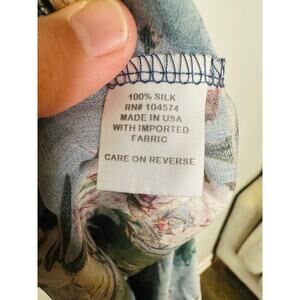 100% SILK
RN# 104574
MADE IN USA
WITH IMPORTED
FABRIC
CARE ON REVERSE